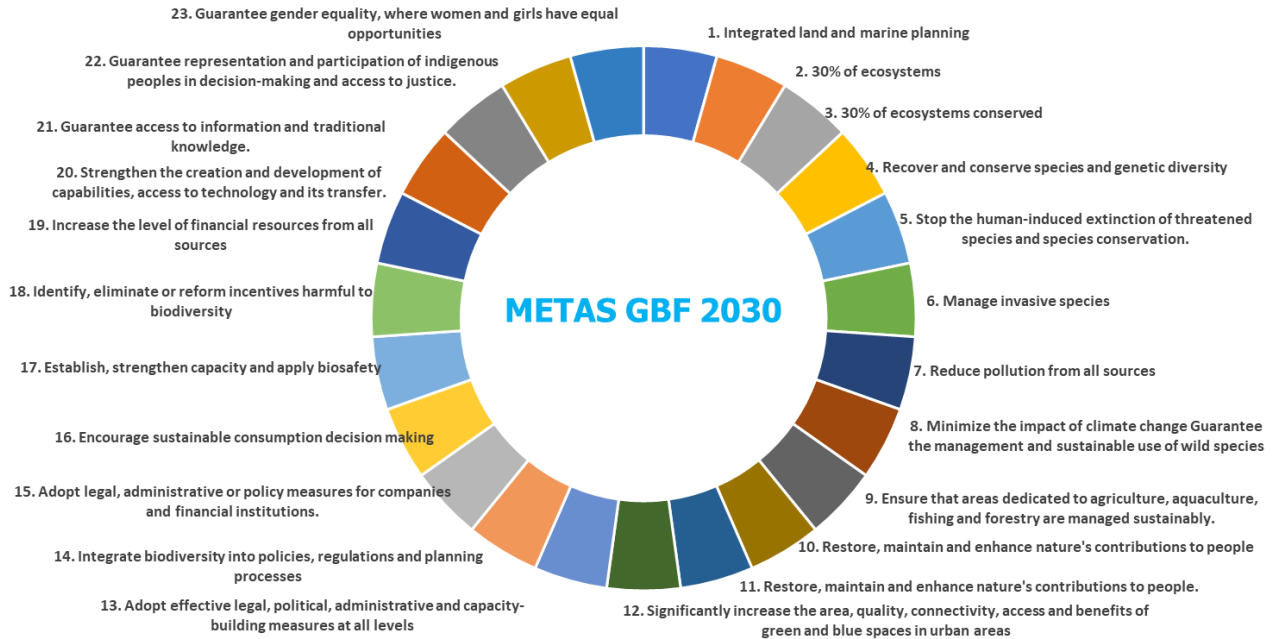 23. Guarantee gender equality, where women and girls have equal
opportunities
1. Integrated land and marine planning
22. Guarantee representation and participation of indigenous
peoples in decision-making and access to justice.
2. 30% of ecosystems
3. 30% of ecosystems conserved
21. Guarantee access to information and traditional
knowledge.
4. Recover and conserve species and genetic diversity
20. Strengthen the creation and development of
capabilities, access to technology and its transfer.
5. Stop the human-induced extinction of threatened
species and species conservation.
19. Increase the level of financial resources from all
sources
18. Identify, eliminate or reform incentives harmful to
biodiversity
METAS GBF 2030
6. Manage invasive species
17. Establish, strengthen capacity and apply biosafety
7. Reduce pollution from all sources
16. Encourage sustainable consumption decision making
8. Minimize the impact of climate change Guarantee
the management and sustainable use of wild species
15. Adopt legal, administrative or policy measures for companies
and financial institutions.
9. Ensure that areas dedicated to agriculture, aquaculture,
fishing and forestry are managed sustainably.
14. Integrate biodiversity into policies, regulations and planning
processes
10. Restore, maintain and enhance nature's contributions to people
11. Restore, maintain and enhance nature's contributions to people.
13. Adopt effective legal, political, administrative and capacity-
building measures at all levels
12. Significantly increase the area, quality, connectivity, access and benefits of
green and blue spaces in urban areas